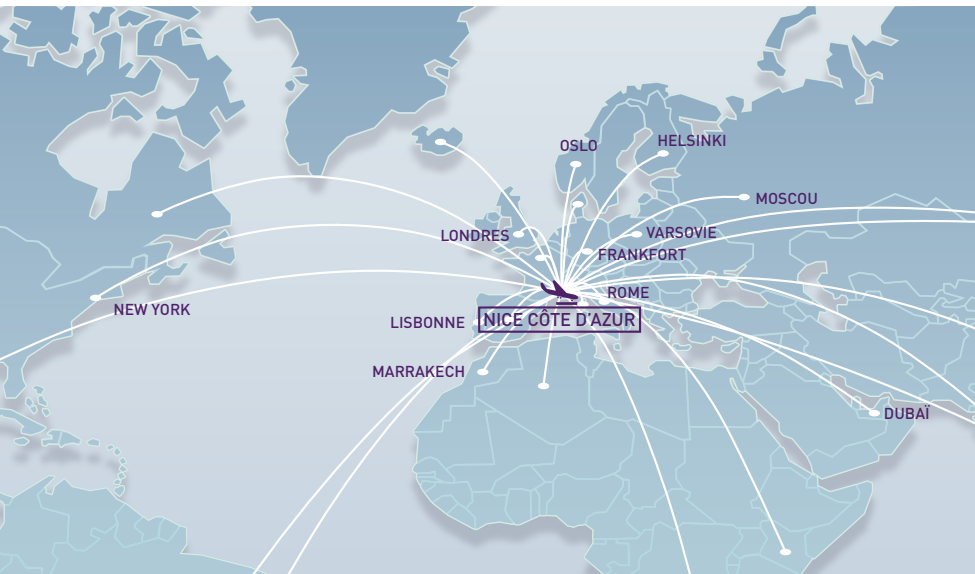 OSLO
HELSINKI
MOSCOU
LONDRES
VARSOVIE
FRANKFORT
ROME
NEW YORK
LISBONNE
NICE CÔTE D'AZUR
MARRAKECH
DUBAÏ